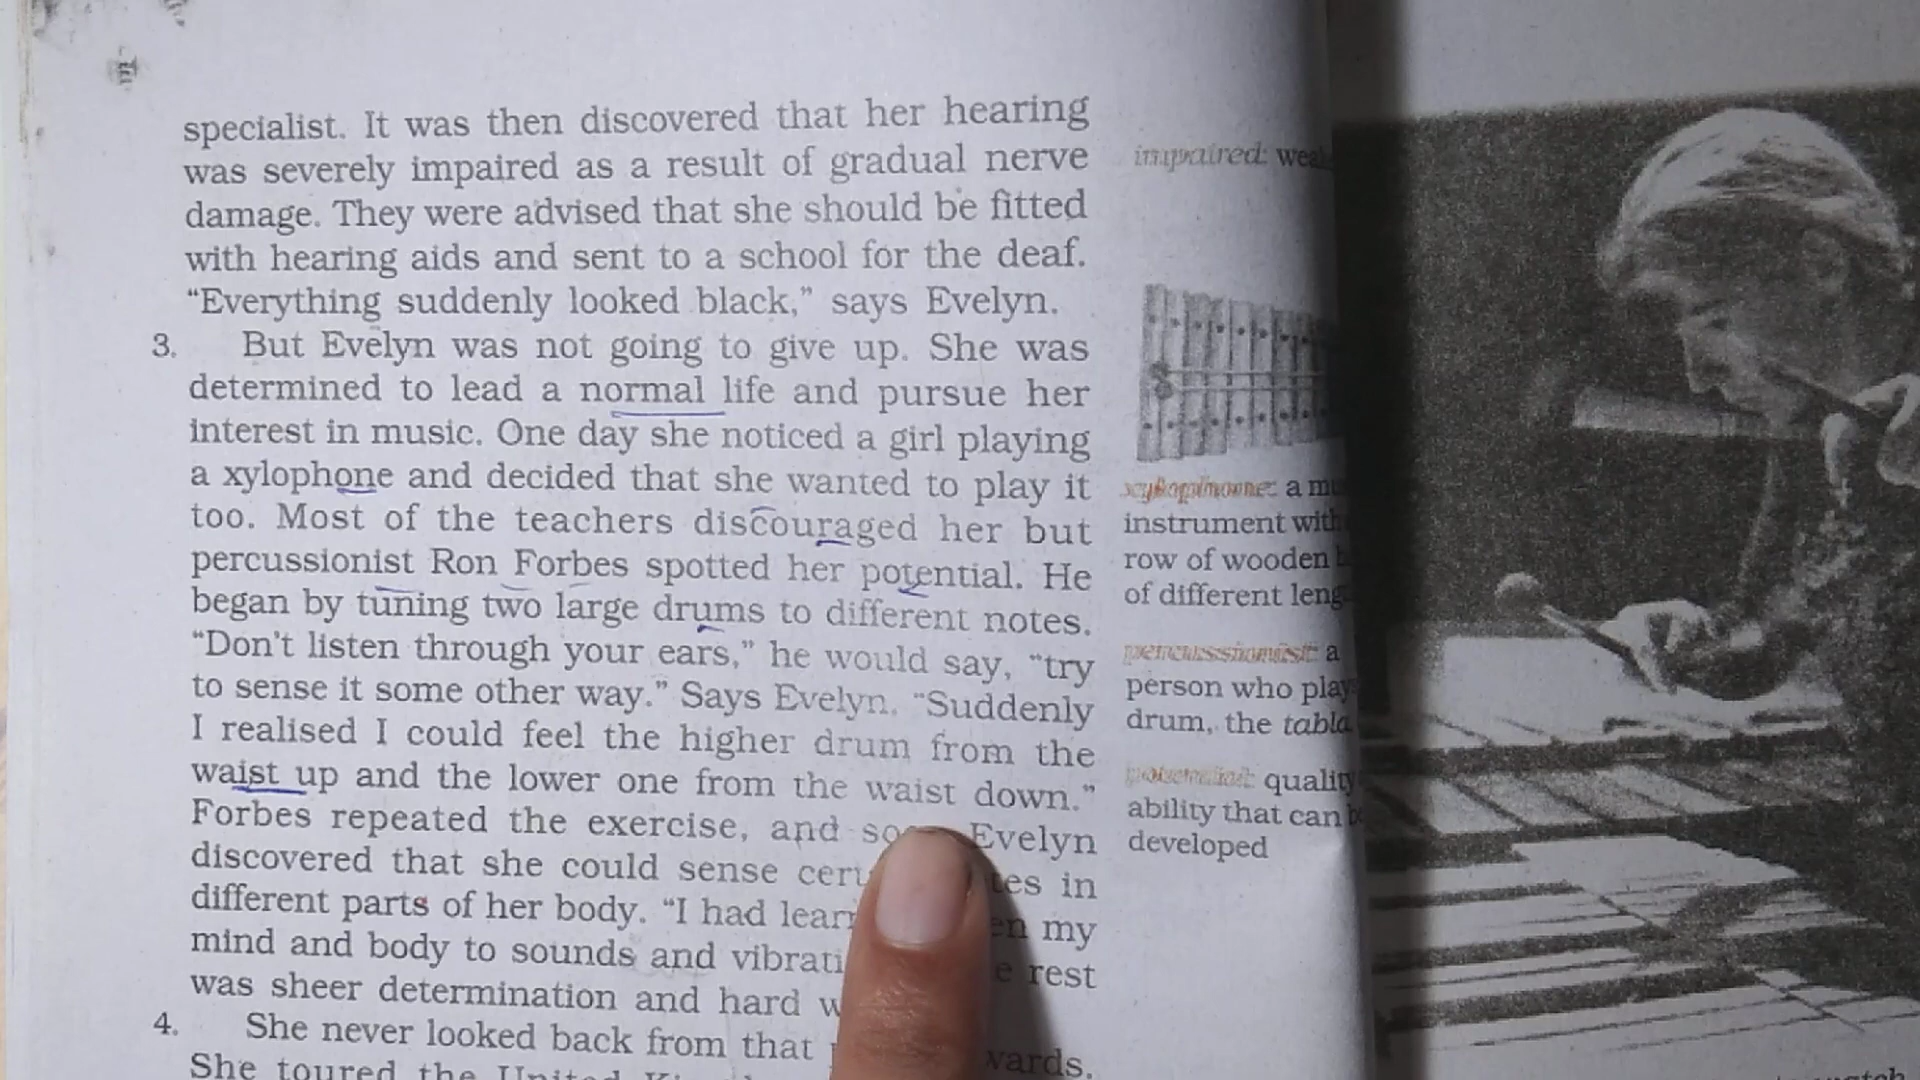 specialist. It was then discovered that her hearing
was severely impaired as a result of gradual nerve
damage. They were advised that she should be fitted
with hearing aids and sent to a school for the deaf.
“Everything suddenly looked black,” says Evelyn.
3. But Evelyn was not going to give up. She was
determined to lead a normal life and pursue her
interest in music. One day she noticed a girl playing
a xylophone and decided that she wanted to play it
too. Most of the teachers discouraged her but
percussionist Ron Forbes spotted her potential. He
began by tuning two large drums to different notes.
“Don't listen through your ears,” he would say, “try
to sense it some other way.” Says Evelyn, “Suddenly
I realised I could feel the higher drum from the
waist up and the lower one from the waist down.”
Forbes repeated the exercise, and Evelyn
discovered that she could sense in
different parts of her body. “I had my
mind and body to sounds and rest
was sheer determination and hard
4. She never looked back from that
She toured the United
impaired:
xylophone: a
instrument with
row of wooden
of different
percussionist: a
person who
drum, the tabla
potential: quality
ability that can
developed